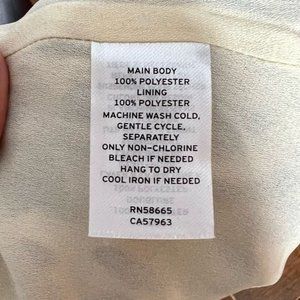 MAIN BODY
100% POLYESTER
LINING
100% POLYESTER
MACHINE WASH COLD,
GENTLE CYCLE,
SEPARATELY
ONLY NON-CHLORINE
BLEACH IF NEEDED
HANG TO DRY
COOL IRON IF NEEDED
RN58665
CA57963